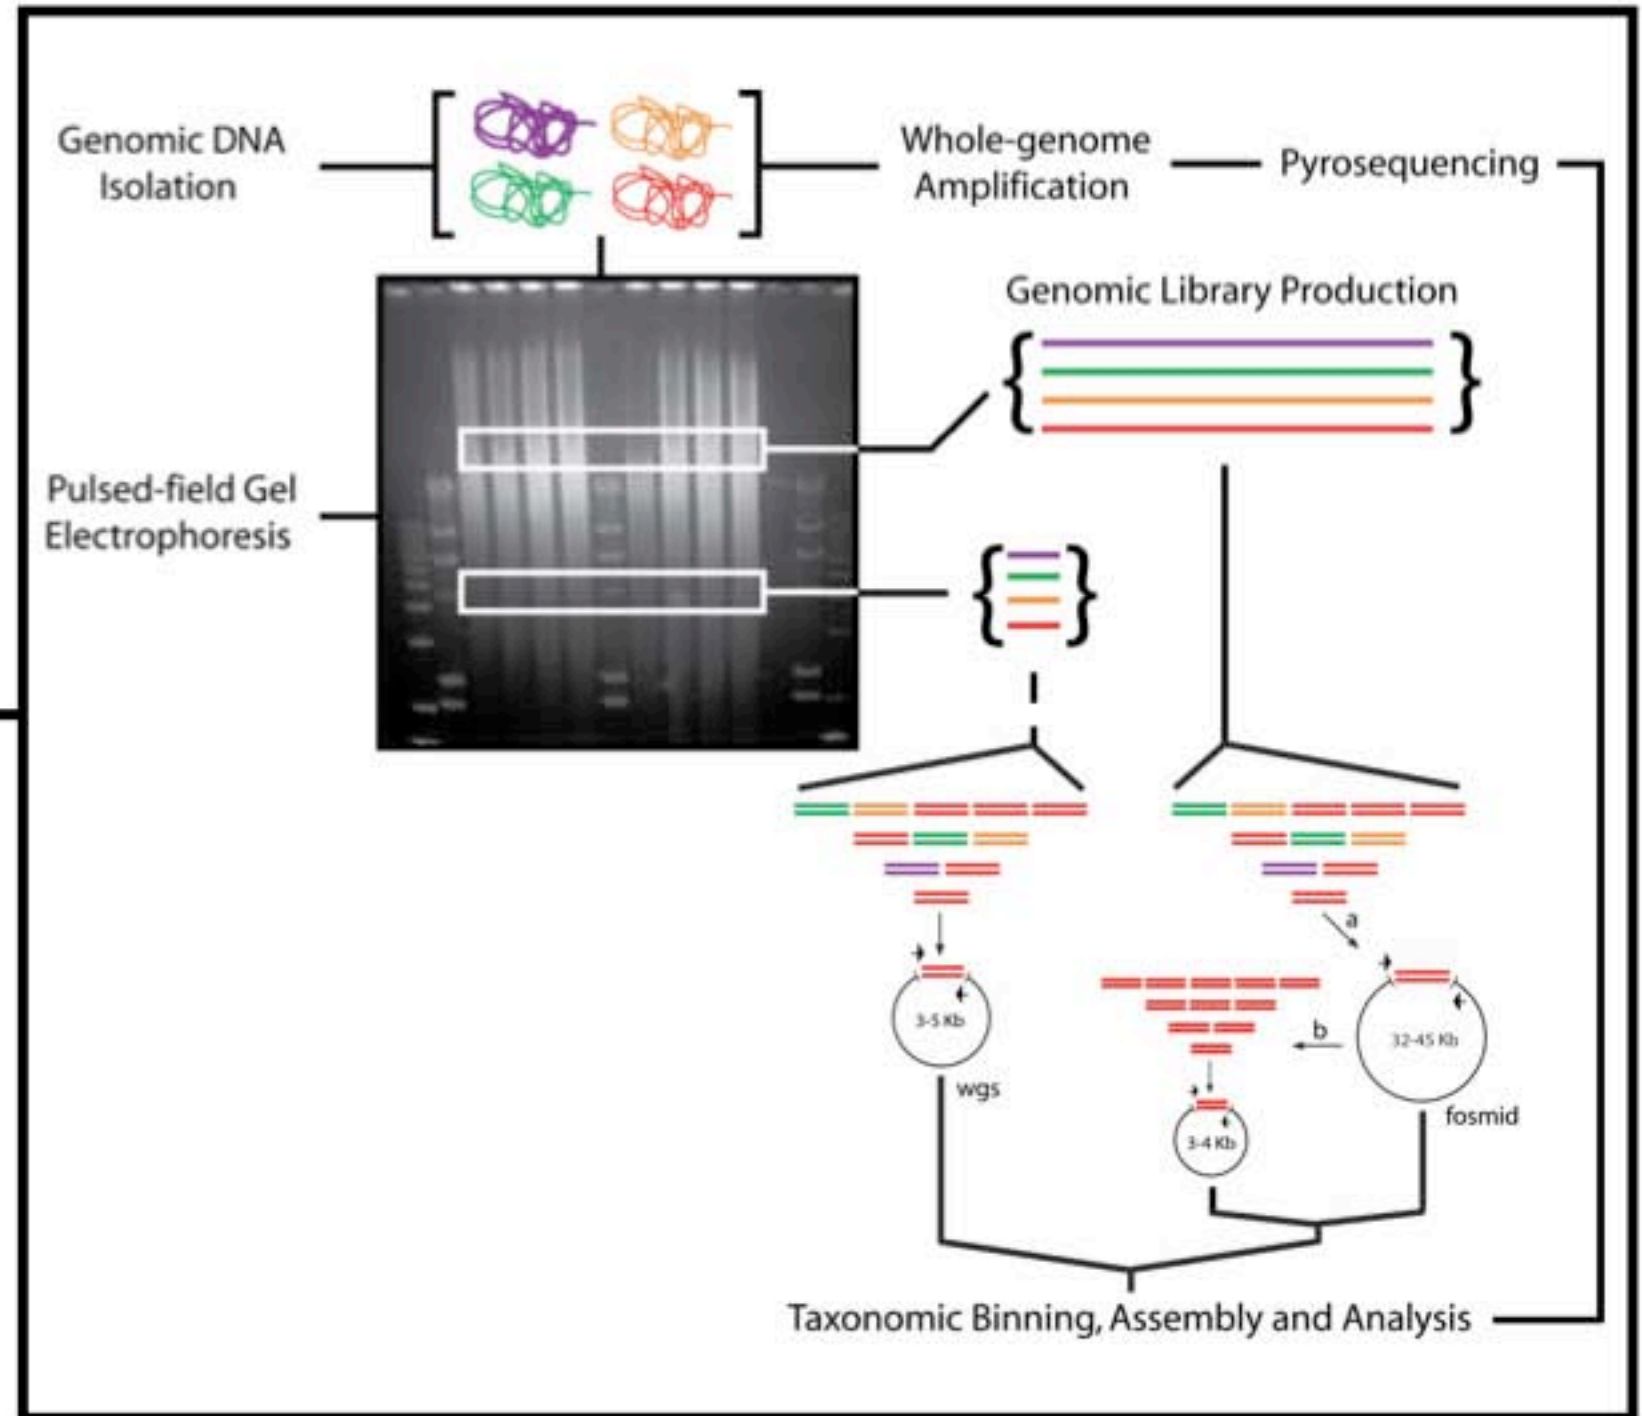 Genomic DNA
Isolation
Whole-genome
Amplification
Pyrosequencing
Genomic Library Production
Pulsed-field Gel
Electrophoresis
a
3-5 Kb
b
32-45 Kb
wgs
fosmid
3-4 Kb
Taxonomic Binning, Assembly and Analysis